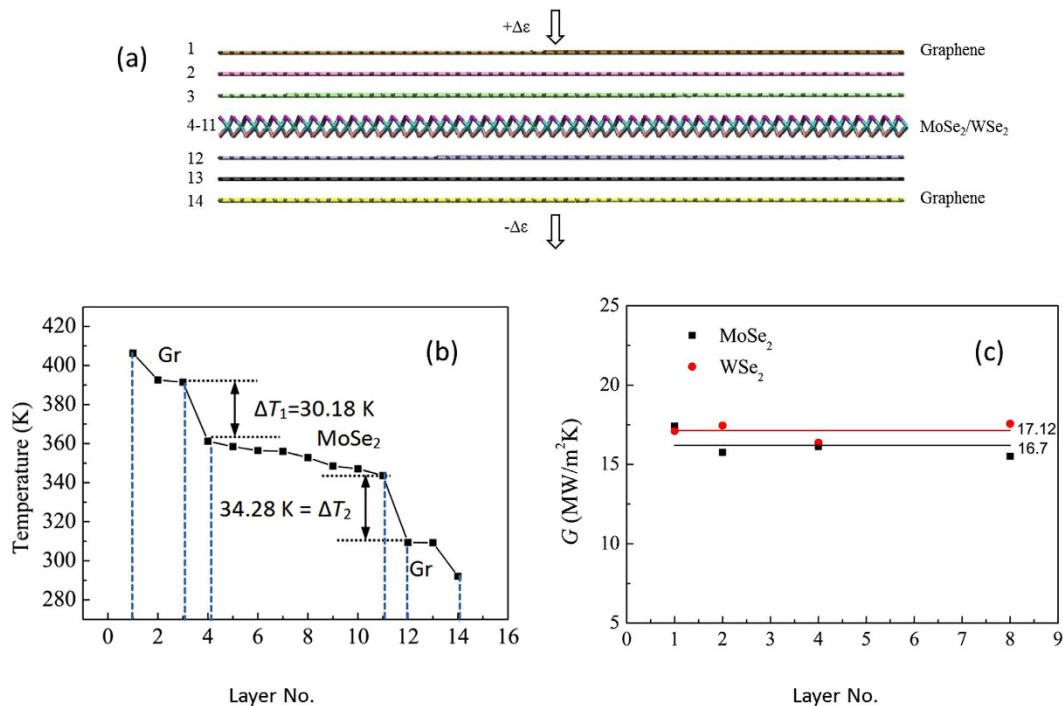 +Δε
(a)
1
Graphene
2
3
4-11
MoSe₂/WSe₂
12
13
14
Graphene
-Δε
(b)
Temperature (K)
420
400
380
360
340
320
300
280
Gr
ΔT₁=30.18 K
MoSe₂
34.28 K = ΔT₂
Gr
0 2 4 6 8 10 12 14 16
Layer No.
(c)
G (MW/m²K)
25
20
15
10
5
MoSe₂
WSe₂
17.12
16.7
0 1 2 3 4 5 6 7 8 9
Layer No.